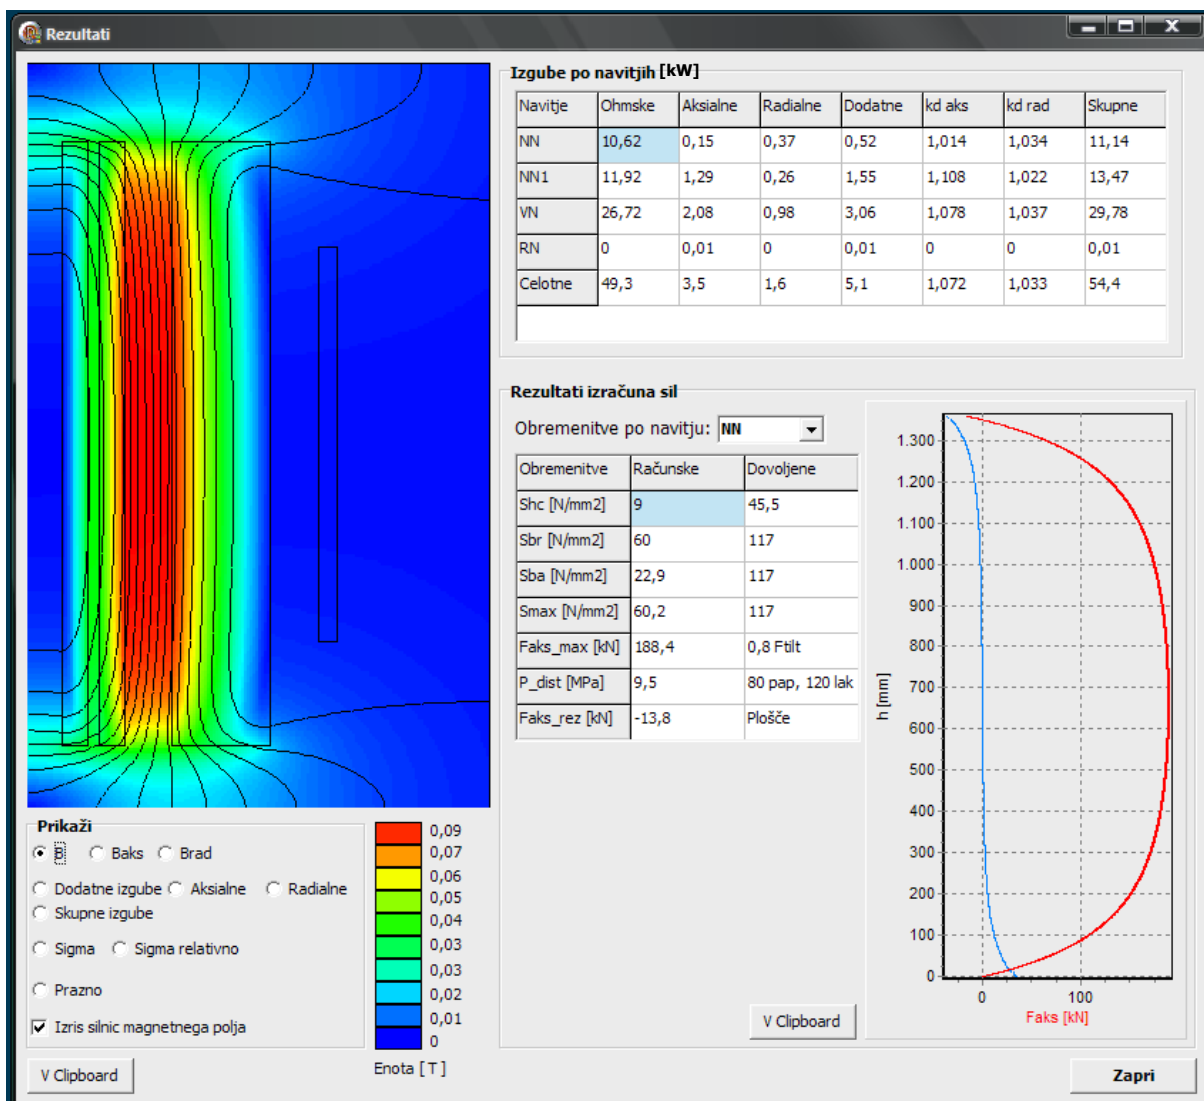 Rezultati
Izgube po navitjih [kW]
Navitje Ohmske Aksialne Radialne Dodatne kd aks kd rad Skupne
NN 10,62 0,15 0,37 0,52 1,014 1,034 11,14
NN1 11,92 1,29 0,26 1,55 1,108 1,022 13,47
VN 26,72 2,08 0,98 3,06 1,078 1,037 29,78
RN 0 0,01 0 0,01 0 0 0,01
Celotne 49,3 3,5 1,6 5,1 1,072 1,033 54,4
Rezultati izračuna sil
Obremenitve po navitju: NN
Obremenitve Računske Dovoljene
Shc [N/mm2] 9 45,5
Sbr [N/mm2] 60 117
Sba [N/mm2] 22,9 117
Smax [N/mm2] 60,2 117
Faks_max [kN] 188,4 0,8 Ftilt
P_dist [MPa] 9,5 80 pap, 120 lak
Faks_rez [kN] -13,8 Plošče
h [mm]
1.300
1.200
1.100
1.000
900
800
700
600
500
400
300
200
100
0
0 100
Faks [kN]
V Clipboard
Prikaži
B Baks Brad
Dodatne izgube Aksialne Radialne
Skupne izgube
Sigma Sigma relativno
Prazno
Izris silnic magnetnega polja
0,09
0,07
0,06
0,05
0,04
0,03
0,03
0,02
0,01
0
Enota [ T ]
V Clipboard
Zapri